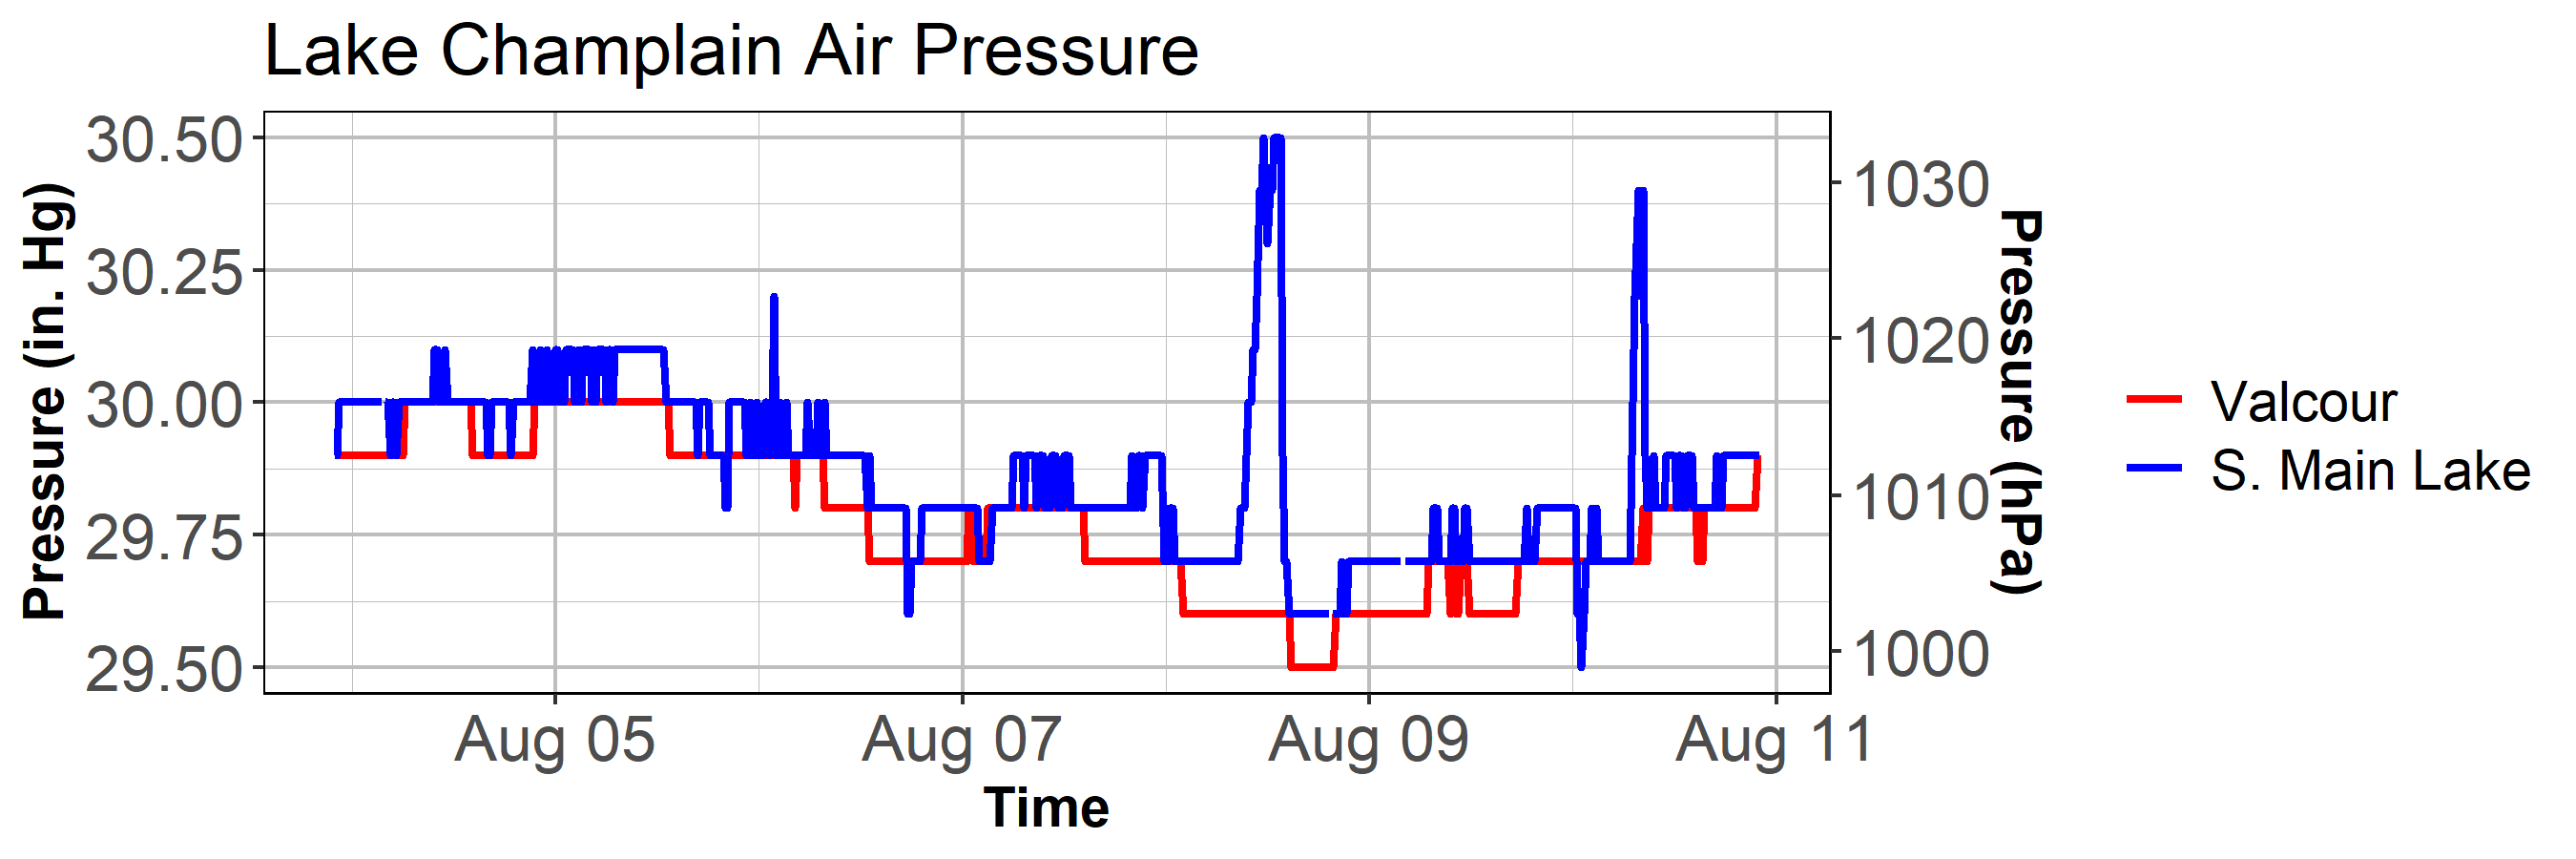 Lake Champlain Air Pressure
30.50
30.25
30.00
29.75
29.50
Pressure (in. Hg)
1030
1020
1010
1000
Pressure (hPa)
Aug 05 Aug 07 Aug 09 Aug 11
Time
Valcour
S. Main Lake